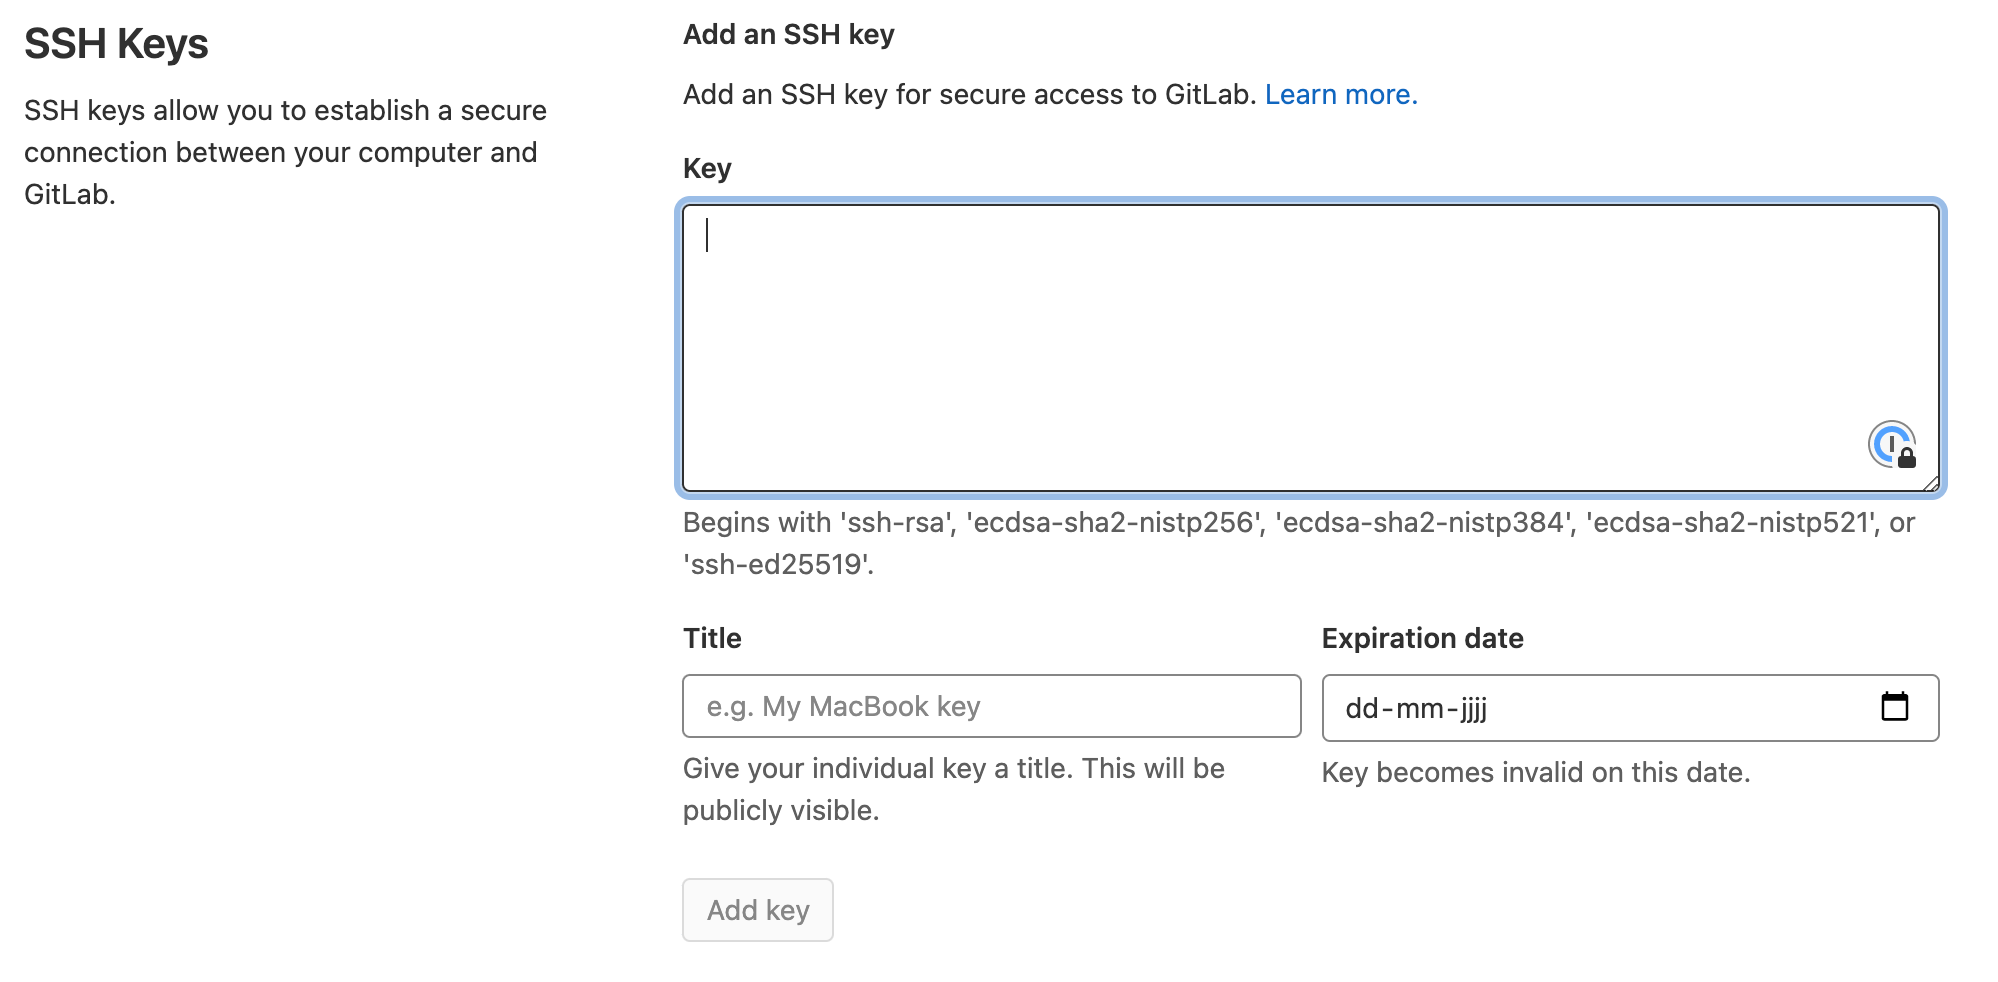 SSH Keys
SSH keys allow you to establish a secure
connection between your computer and
GitLab.
Add an SSH key
Add an SSH key for secure access to GitLab. Learn more.
Key
Begins with 'ssh-rsa', 'ecdsa-sha2-nistp256', 'ecdsa-sha2-nistp384', 'ecdsa-sha2-nistp521', or
'ssh-ed25519'.
Title
e.g. My MacBook key
Give your individual key a title. This will be
publicly visible.
Expiration date
dd-mm-jjjj
Key becomes invalid on this date.
Add key